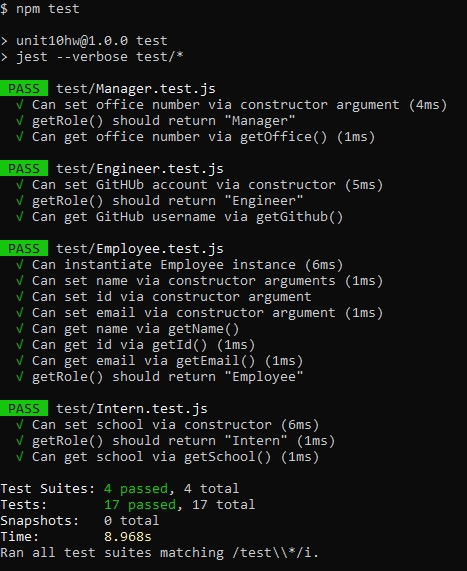 $ npm test
> unit10hw@1.0.0 test
> jest --verbose test/*
PASS test/Manager.test.js
√ Can set office number via constructor argument (4ms)
√ getRole() should return "Manager"
√ Can get office number via getOffice() (1ms)
PASS test/Engineer.test.js
√ Can set GitHUb account via constructor (5ms)
√ getRole() should return "Engineer"
√ Can get GitHub username via getGithub()
PASS test/Employee.test.js
√ Can instantiate Employee instance (6ms)
√ Can set name via constructor arguments (1ms)
√ Can set id via constructor argument
√ Can set email via constructor argument (1ms)
√ Can get name via getName()
√ Can get id via getId() (1ms)
√ Can get email via getEmail() (1ms)
√ getRole() should return "Employee"
PASS test/Intern.test.js
√ Can set school via constructor (6ms)
√ getRole() should return "Intern" (1ms)
√ Can get school via getSchool() (1ms)
Test Suites: 4 passed, 4 total
Tests: 17 passed, 17 total
Snapshots: 0 total
Time: 8.968s
Ran all test suites matching /test\\*/i.